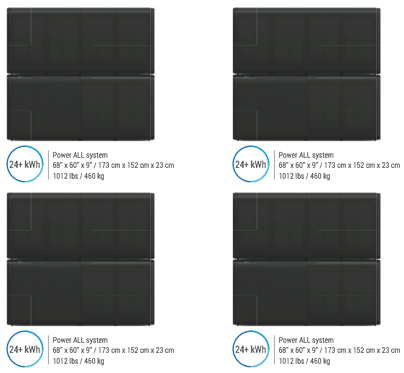 24+ kWh
Power ALL system
68” x 60” x 9” / 173 cm x 152 cm x 23 cm
1012 lbs / 460 kg
24+ kWh
Power ALL system
68” x 60” x 9” / 173 cm x 152 cm x 23 cm
1012 lbs / 460 kg
24+ kWh
Power ALL system
68” x 60” x 9” / 173 cm x 152 cm x 23 cm
1012 lbs / 460 kg
24+ kWh
Power ALL system
68” x 60” x 9” / 173 cm x 152 cm x 23 cm
1012 lbs / 460 kg